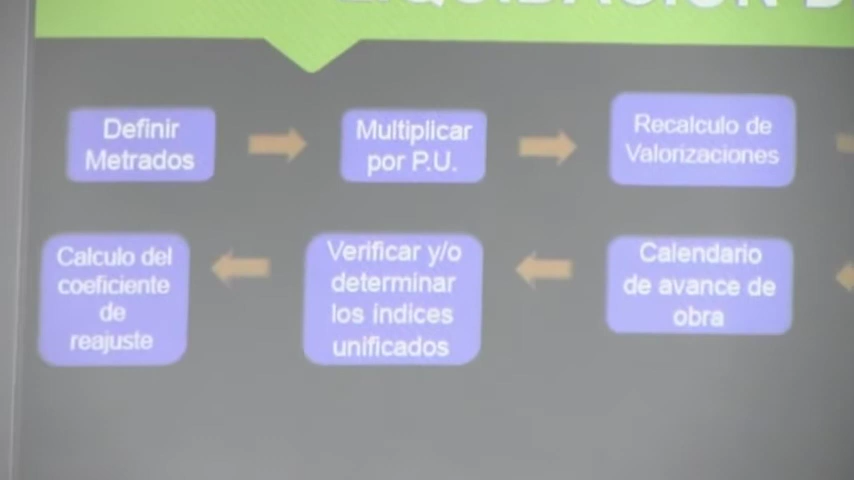 LIQUIDACIÓN D
Definir
Metrados
Multiplicar
por P.U.
Recalculo de
Valorizaciones
Calculo del
coeficiente
de
reajuste
Verificar y/o
determinar
los índices
unificados
Calendario
de avance de
obra